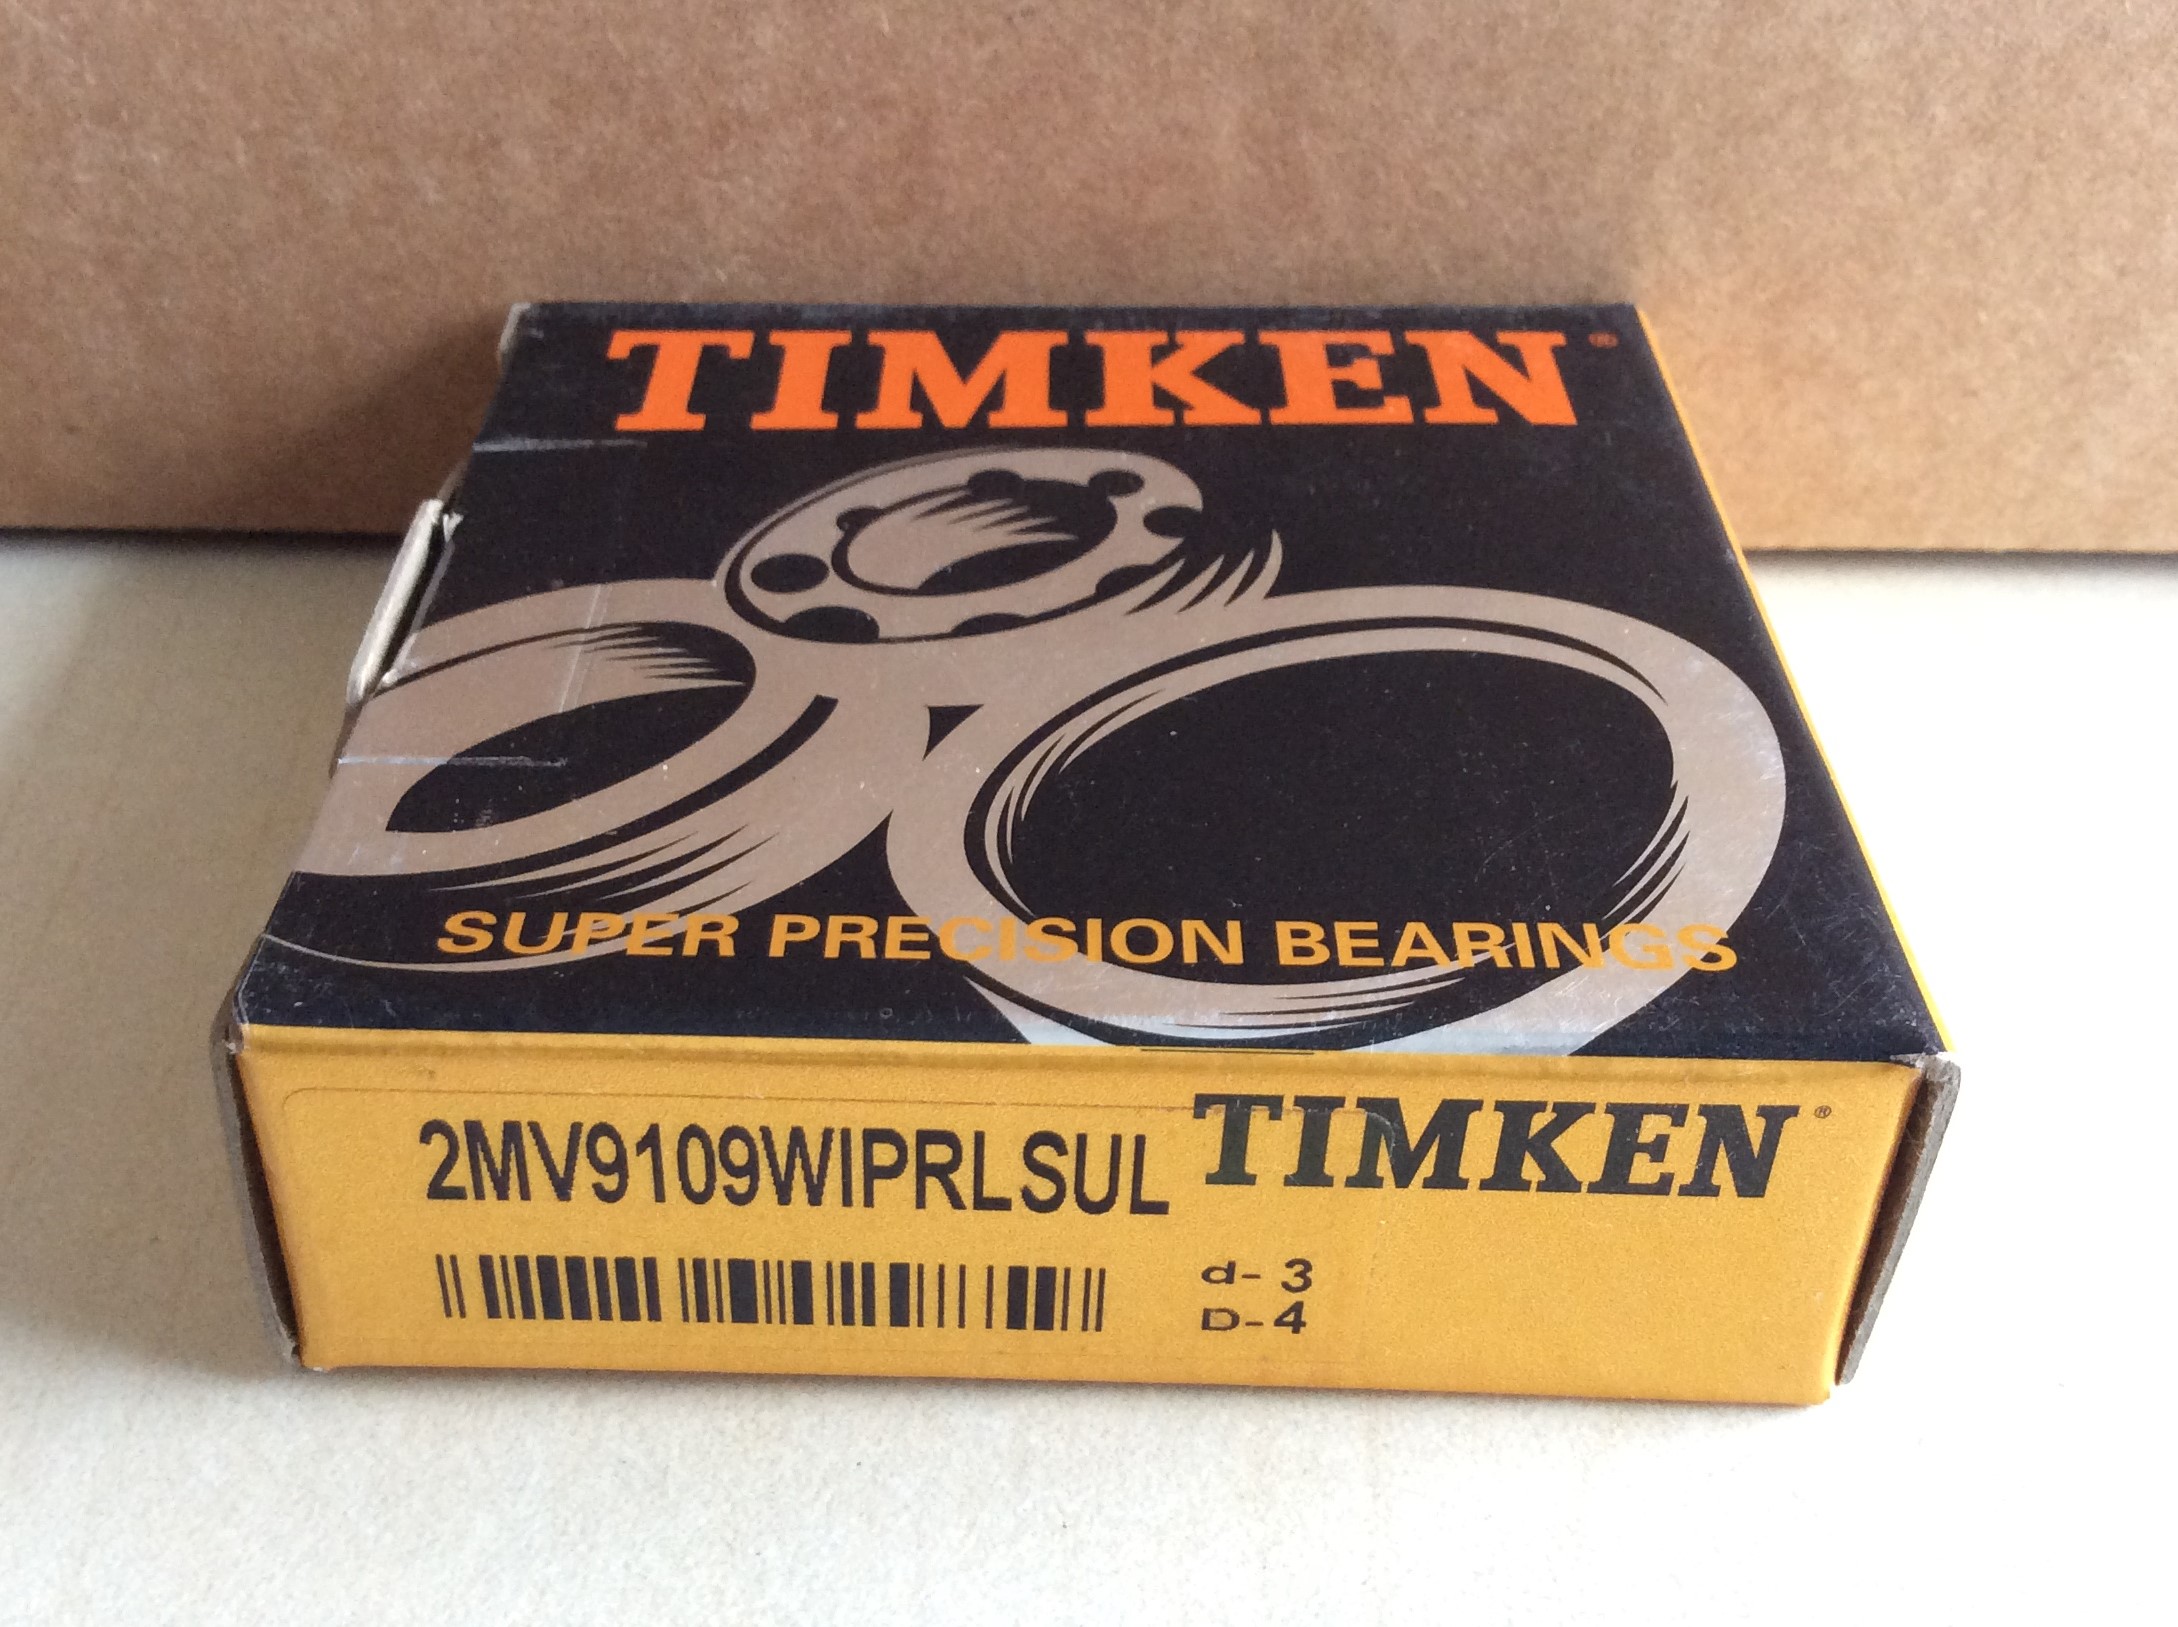 TIMKEN®
SUPER PRECISION BEARINGS
2MV9109WIPRLSUL
TIMKEN®
d- 3
D-4